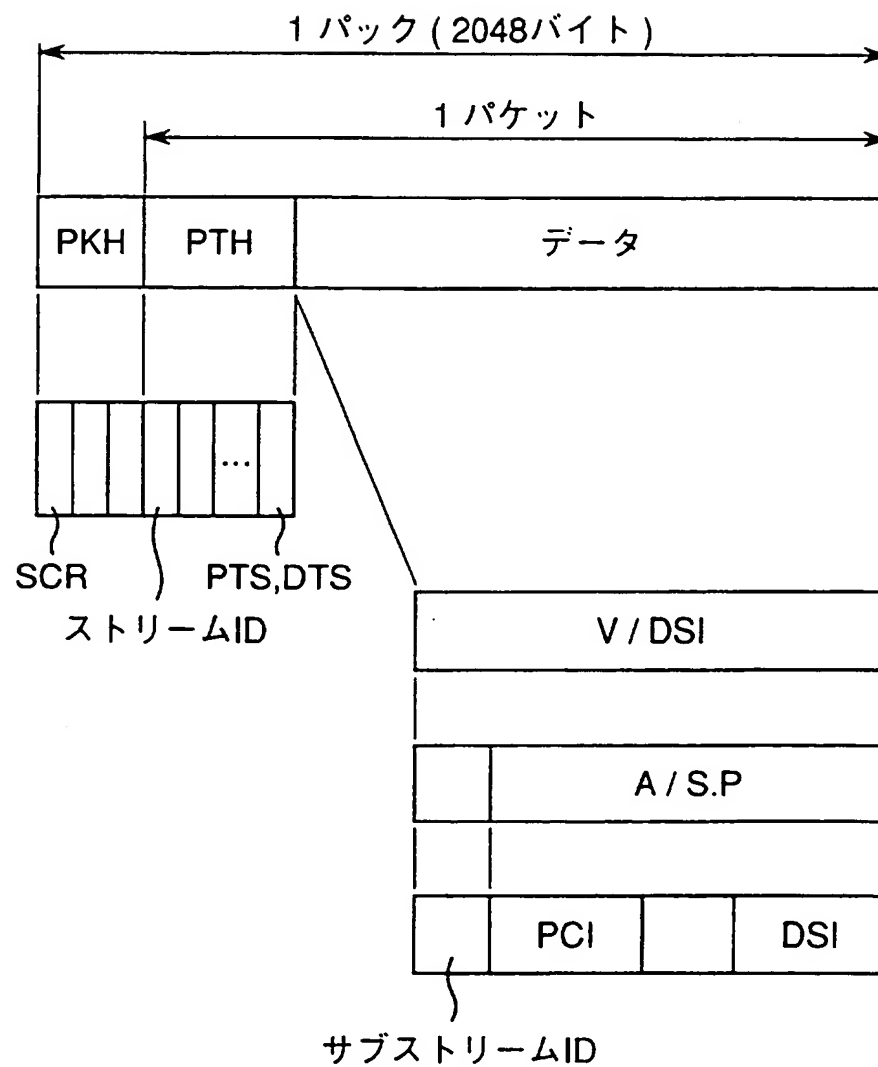 1 パック ( 2048バイト )
1 パケット
PKH PTH データ
...
SCR PTS,DTS
ストリームID
V / DSI
A / S.P
PCI DSI
サブストリームID